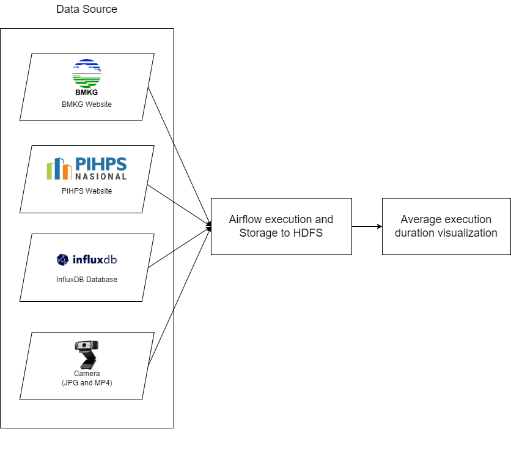 Data Source
BMKG
BMKG Website
PIHPS
NASIONAL
PIHPS Website
influxdb
InfluxDB Database
Camera
(JPG and MP4)
Airflow execution and
Storage to HDFS
Average execution
duration visualization